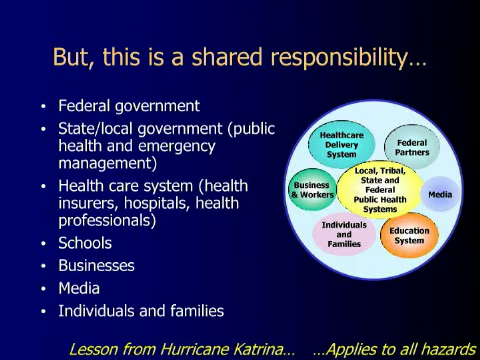 But, this is a shared responsibility…
• Federal government
• State/local government (public
health and emergency
management)
• Health care system (health
insurers, hospitals, health
professionals)
• Schools
• Businesses
• Media
• Individuals and families
Healthcare
Delivery
System
Federal
Partners
Business
& Workers
Local, Tribal,
State and
Federal
Public Health
Systems
Media
Individuals
and
Families
Education
System
Lesson from Hurricane Katrina… …Applies to all hazards